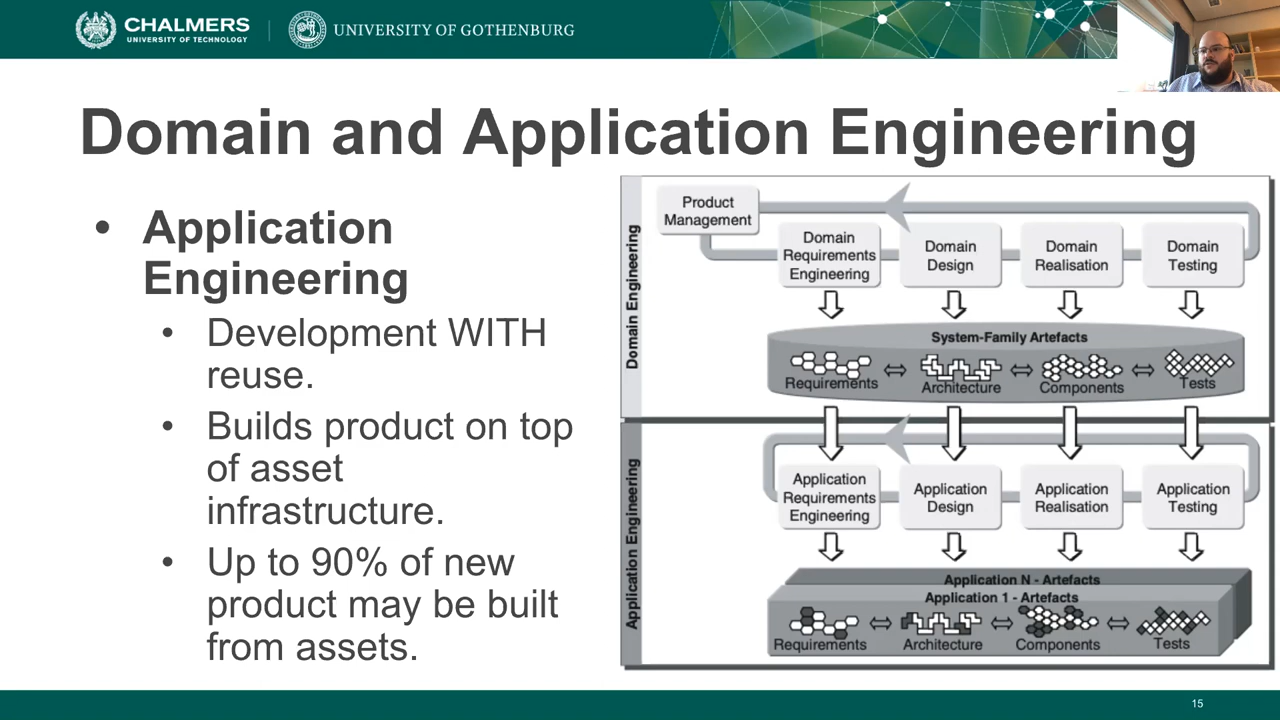 CHALMERS
UNIVERSITY OF TECHNOLOGY
UNIVERSITY OF GOTHENBURG
Domain and Application Engineering
• Application
Engineering
• Development WITH
reuse.
• Builds product on top
of asset
infrastructure.
• Up to 90% of new
product may be built
from assets.
Domain Engineering
Product
Management
Domain
Requirements
Engineering
Domain
Design
Domain
Realisation
Domain
Testing
System-Family Artefacts
Requirements
Architecture
Components
Tests
Application Engineering
Application
Requirements
Engineering
Application
Design
Application
Realisation
Application
Testing
Application N - Artefacts
Application 1 - Artefacts
Requirements
Architecture
Components
Tests
15